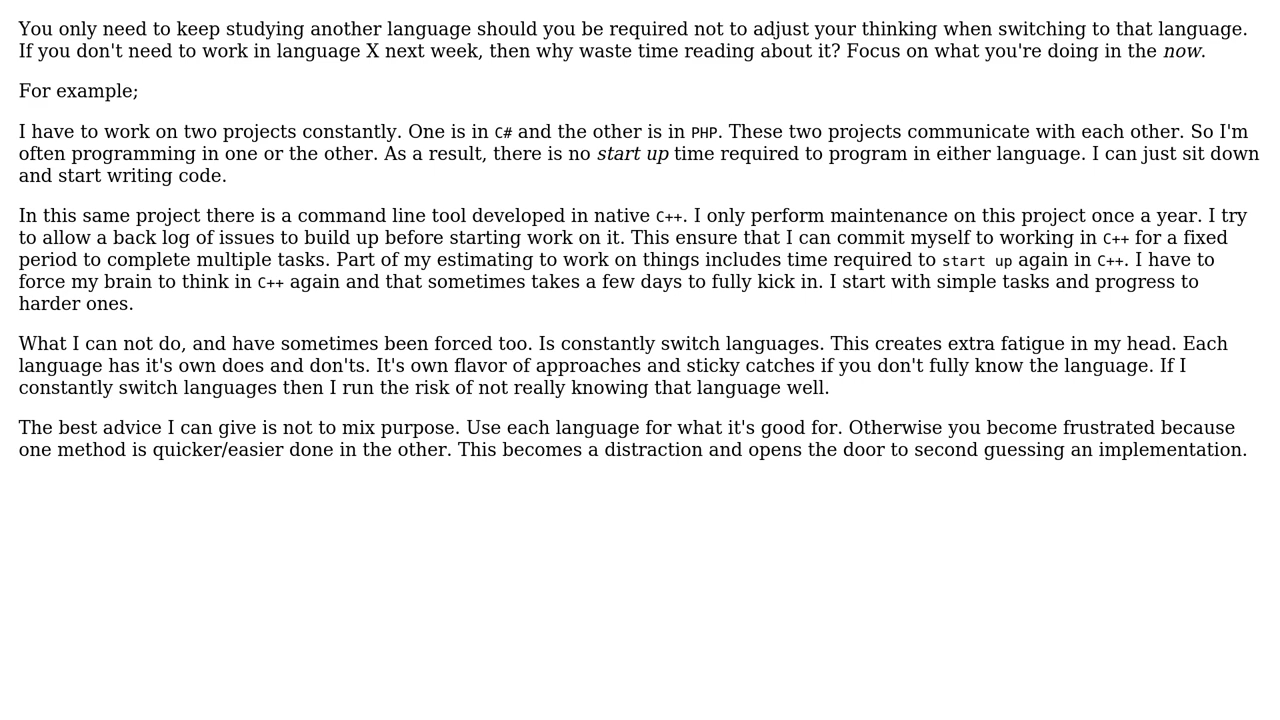 You only need to keep studying another language should you be required not to adjust your thinking when switching to that language.
If you don't need to work in language X next week, then why waste time reading about it? Focus on what you're doing in the now.
For example;
I have to work on two projects constantly. One is in C# and the other is in PHP. These two projects communicate with each other. So I'm
often programming in one or the other. As a result, there is no start up time required to program in either language. I can just sit down
and start writing code.
In this same project there is a command line tool developed in native C++. I only perform maintenance on this project once a year. I try
to allow a back log of issues to build up before starting work on it. This ensure that I can commit myself to working in C++ for a fixed
period to complete multiple tasks. Part of my estimating to work on things includes time required to start up again in C++. I have to
force my brain to think in C++ again and that sometimes takes a few days to fully kick in. I start with simple tasks and progress to
harder ones.
What I can not do, and have sometimes been forced too. Is constantly switch languages. This creates extra fatigue in my head. Each
language has it's own does and don'ts. It's own flavor of approaches and sticky catches if you don't fully know the language. If I
constantly switch languages then I run the risk of not really knowing that language well.
The best advice I can give is not to mix purpose. Use each language for what it's good for. Otherwise you become frustrated because
one method is quicker/easier done in the other. This becomes a distraction and opens the door to second guessing an implementation.